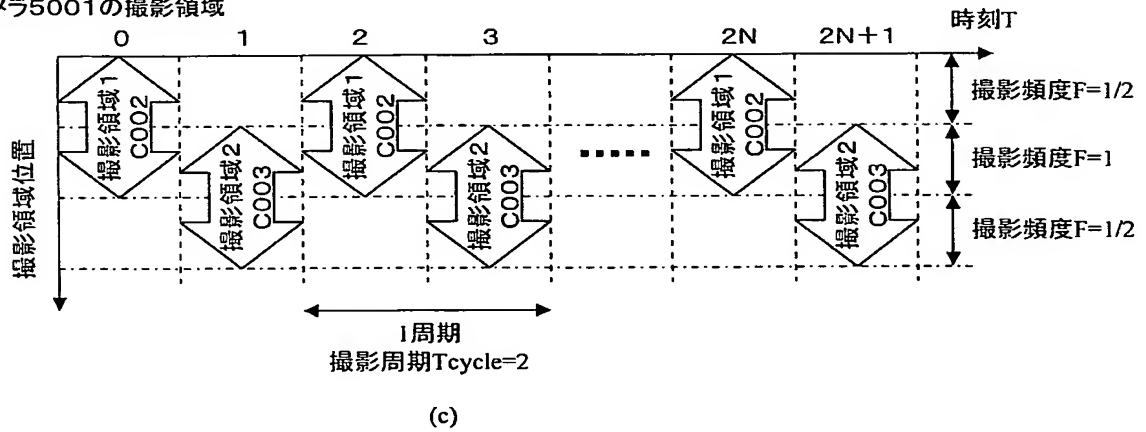 ラ5001の撮影領域
時刻T
0 1 2 3 2N 2N+1
撮影領域位置
撮影領域1
C002
撮影領域2
C003
撮影領域1
C002
撮影領域2
C003
撮影領域1
C002
撮影領域2
C003
撮影頻度F=1/2
撮影頻度F=1
撮影頻度F=1/2
1周期
撮影周期Tcycle=2
(c)